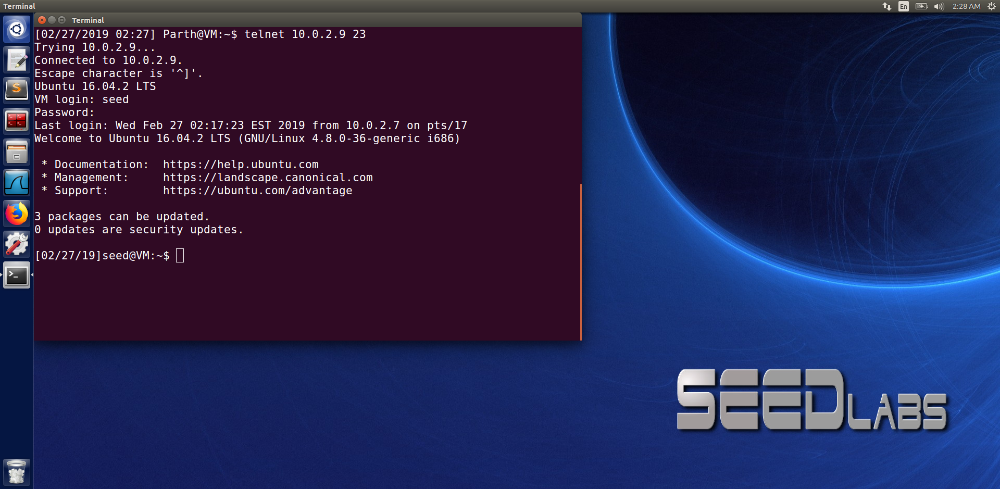 Terminal
En
2:28 AM
Terminal
[02/27/2019 02:27] Parth@VM:~$ telnet 10.0.2.9 23
Trying 10.0.2.9...
Connected to 10.0.2.9.
Escape character is '^]'.
Ubuntu 16.04.2 LTS
VM login: seed
Password:
Last login: Wed Feb 27 02:17:23 EST 2019 from 10.0.2.7 on pts/17
Welcome to Ubuntu 16.04.2 LTS (GNU/Linux 4.8.0-36-generic i686)
* Documentation:  https://help.ubuntu.com
* Management:     https://landscape.canonical.com
* Support:        https://ubuntu.com/advantage
3 packages can be updated.
0 updates are security updates.
[02/27/19]seed@VM:~$
SEEDLABS